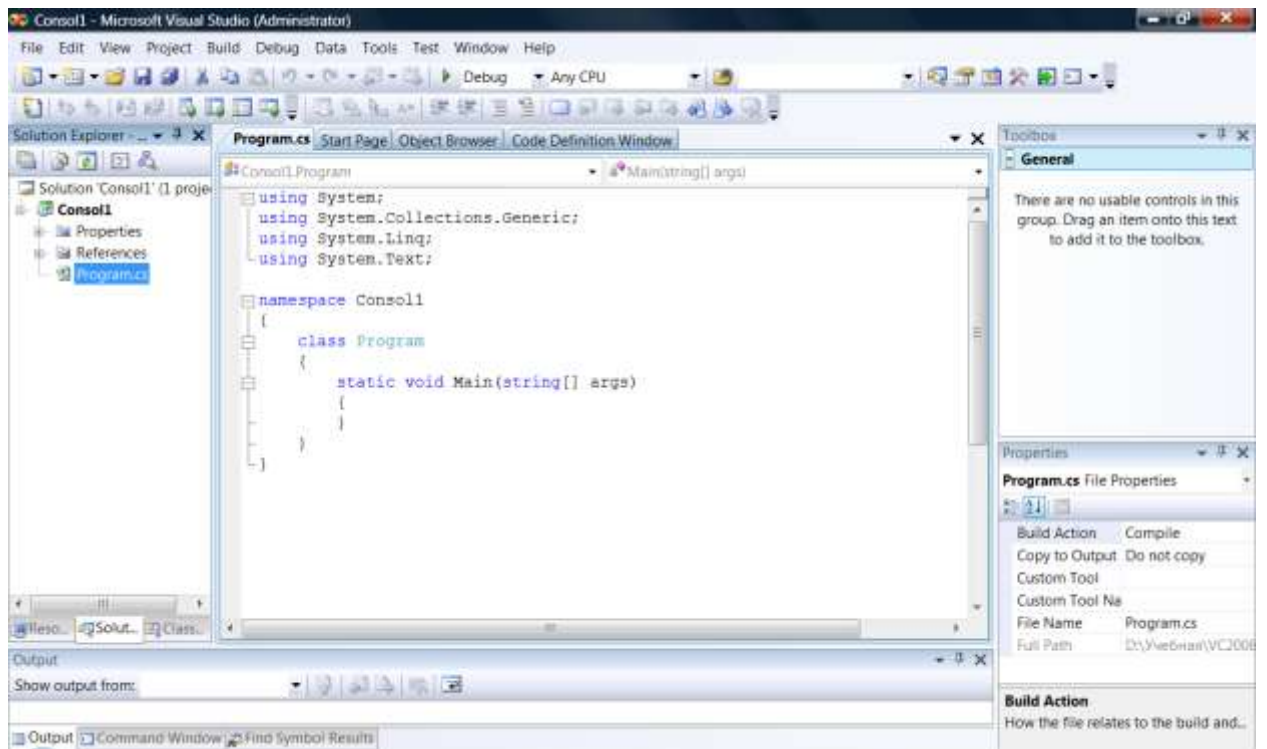 Consol1 - Microsoft Visual Studio (Administrator)
File Edit View Project Build Debug Data Tools Test Window Help
Debug Any CPU
Solution Explorer - ...
Program.cs Start Page Object Browser Code Definition Window
Toolbox
Consol1.Program Main(string[] args)
General
Solution 'Consol1' (1 proje
Consol1
Properties
References
Program.cs
There are no usable controls in this
group. Drag an item onto this text
to add it to the toolbox.
using System;
using System.Collections.Generic;
using System.Linq;
using System.Text;
namespace Consol1
{
class Program
{
static void Main(string[] args)
{
}
}
}
Properties
Program.cs File Properties
Build Action Compile
Copy to Output Do not copy
Custom Tool
Custom Tool Na
File Name Program.cs
Full Path D:\Учебная\VC2008
Build Action
How the file relates to the build and...
Reso... Solut... Class...
Output
Show output from:
Output Command Window Find Symbol Results